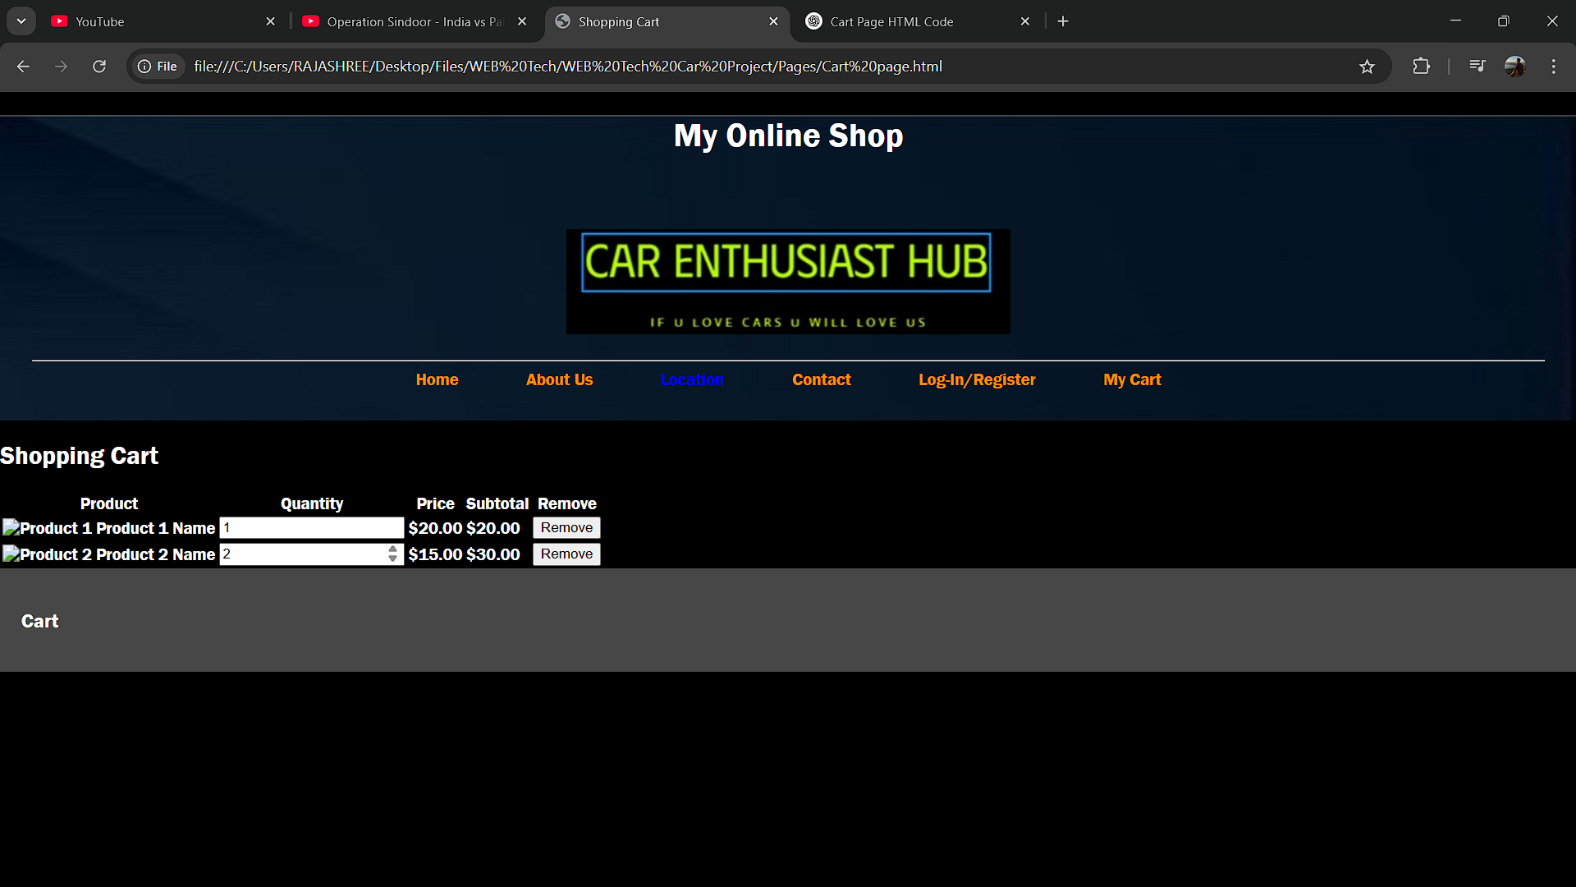 YouTube
Operation Sindoor - India vs Pa
Shopping Cart
Cart Page HTML Code
File
file:///C:/Users/RAJASHREE/Desktop/Files/WEB%20Tech/WEB%20Tech%20Car%20Project/Pages/Cart%20page.html
My Online Shop
CAR ENTHUSIAST HUB
IF U LOVE CARS U WILL LOVE US
Home About Us Location Contact Log-In/Register My Cart
Shopping Cart
Product Quantity Price Subtotal Remove
Product 1 Product 1 Name 1 $20.00 $20.00 Remove
Product 2 Product 2 Name 2 $15.00 $30.00 Remove
Cart